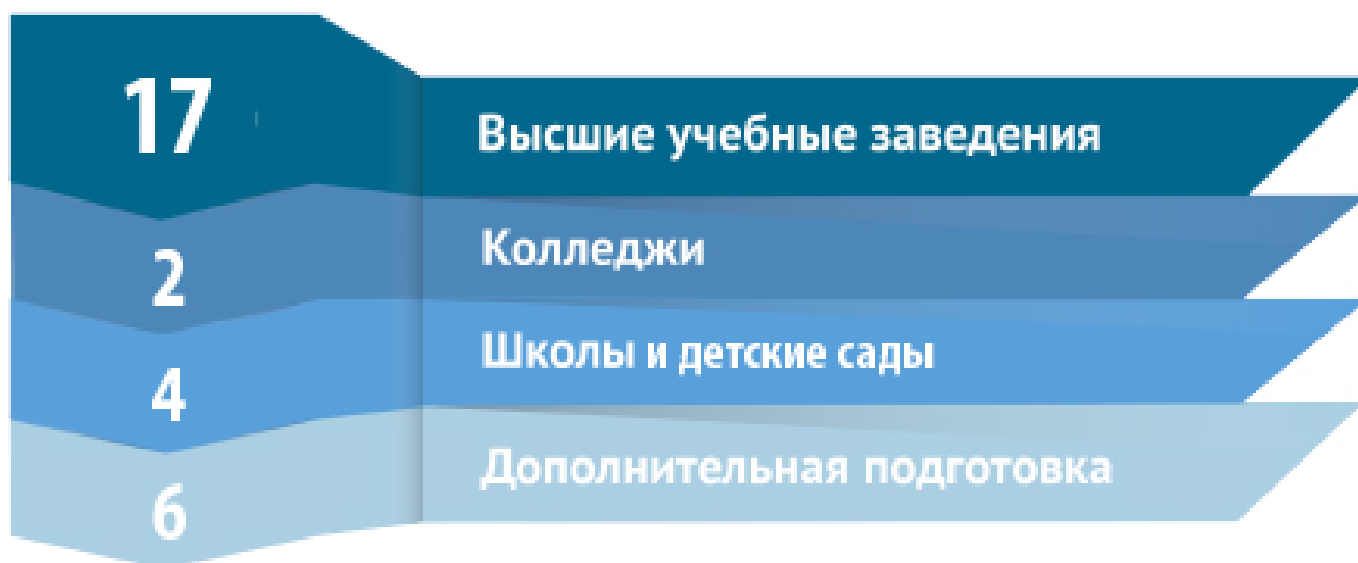 17
Высшие учебные заведения
2
Колледжи
4
Школы и детские сады
6
Дополнительная подготовка